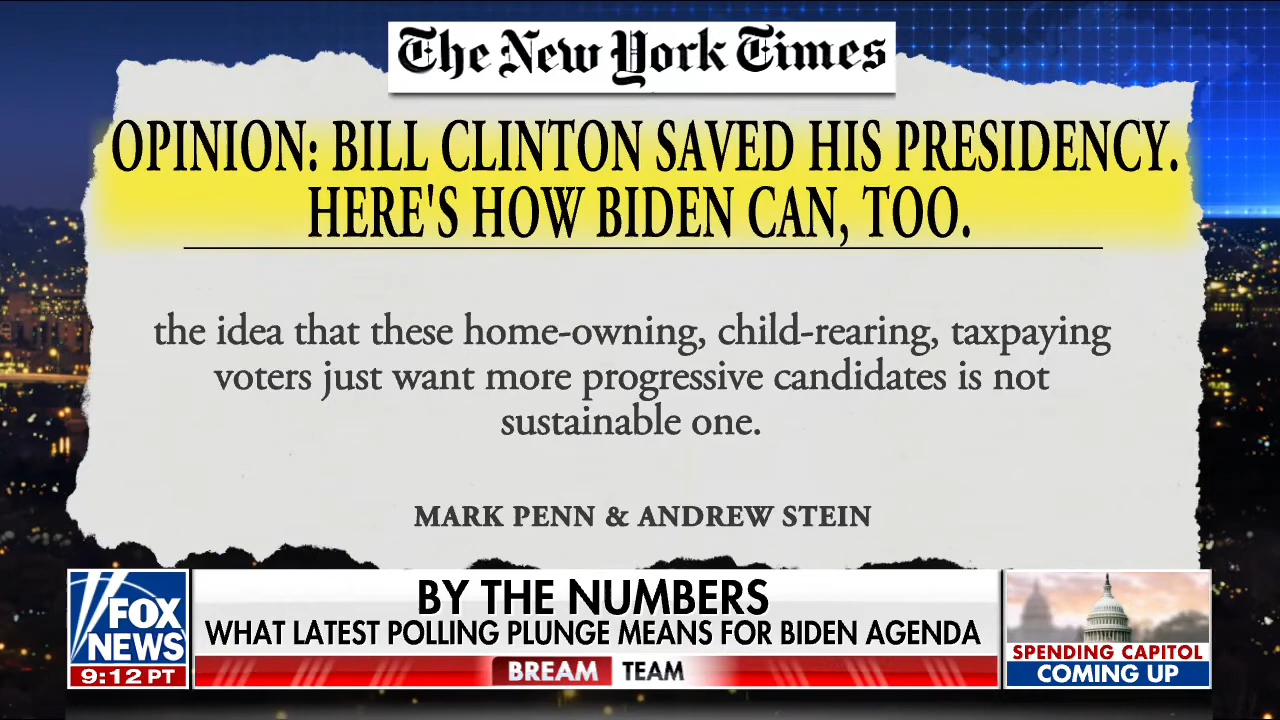 The New York Times
OPINION: BILL CLINTON SAVED HIS PRESIDENCY.
HERE'S HOW BIDEN CAN, TOO.
the idea that these home-owning, child-rearing, taxpaying
voters just want more progressive candidates is not
sustainable one.
MARK PENN & ANDREW STEIN
FOX
NEWS
9:12 PT
BY THE NUMBERS
WHAT LATEST POLLING PLUNGE MEANS FOR BIDEN AGENDA
BREAM TEAM
SPENDING CAPITOL
COMING UP